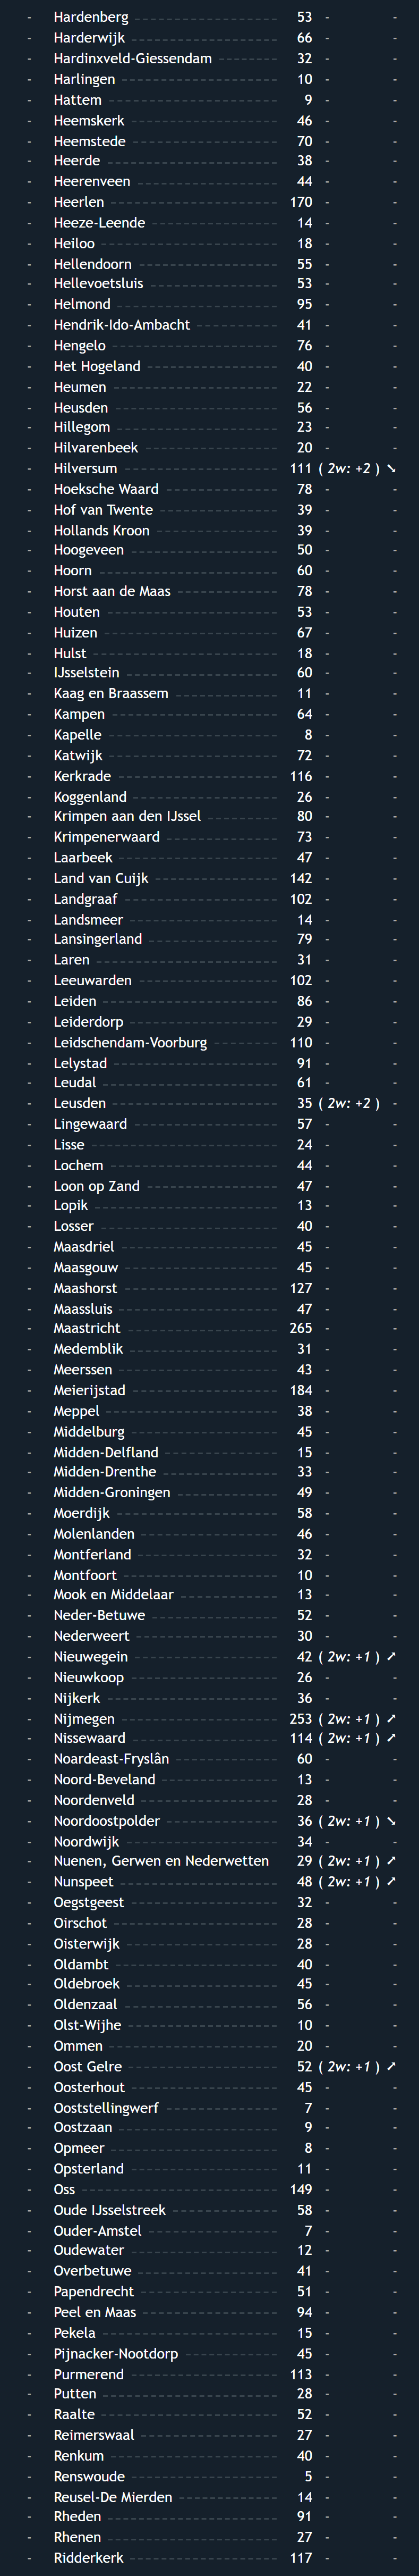 - Hardenberg 53 - -
- Harderwijk 66 - -
- Hardinxveld-Giessendam 32 - -
- Harlingen 10 - -
- Hattem 9 - -
- Heemskerk 46 - -
- Heemstede 70 - -
- Heerde 38 - -
- Heerenveen 44 - -
- Heerlen 170 - -
- Heeze-Leende 14 - -
- Heiloo 18 - -
- Hellendoorn 55 - -
- Hellevoetsluis 53 - -
- Helmond 95 - -
- Hendrik-Ido-Ambacht 41 - -
- Hengelo 76 - -
- Het Hogeland 40 - -
- Heumen 22 - -
- Heusden 56 - -
- Hillegom 23 - -
- Hilvarenbeek 20 - -
- Hilversum 111 ( 2w: +2 ) ➘
- Hoeksche Waard 78 - -
- Hof van Twente 39 - -
- Hollands Kroon 39 - -
- Hoogeveen 50 - -
- Hoorn 60 - -
- Horst aan de Maas 78 - -
- Houten 53 - -
- Huizen 67 - -
- Hulst 18 - -
- IJsselstein 60 - -
- Kaag en Braassem 11 - -
- Kampen 64 - -
- Kapelle 8 - -
- Katwijk 72 - -
- Kerkrade 116 - -
- Koggenland 26 - -
- Krimpen aan den IJssel 80 - -
- Krimpenerwaard 73 - -
- Laarbeek 47 - -
- Land van Cuijk 142 - -
- Landgraaf 102 - -
- Landsmeer 14 - -
- Lansingerland 79 - -
- Laren 31 - -
- Leeuwarden 102 - -
- Leiden 86 - -
- Leiderdorp 29 - -
- Leidschendam-Voorburg 110 - -
- Lelystad 91 - -
- Leudal 61 - -
- Leusden 35 ( 2w: +2 ) -
- Lingewaard 57 - -
- Lisse 24 - -
- Lochem 44 - -
- Loon op Zand 47 - -
- Lopik 13 - -
- Losser 40 - -
- Maasdriel 45 - -
- Maasgouw 45 - -
- Maashorst 127 - -
- Maassluis 47 - -
- Maastricht 265 - -
- Medemblik 31 - -
- Meerssen 43 - -
- Meierijstad 184 - -
- Meppel 38 - -
- Middelburg 45 - -
- Midden-Delfland 15 - -
- Midden-Drenthe 33 - -
- Midden-Groningen 49 - -
- Moerdijk 58 - -
- Molenlanden 46 - -
- Montferland 32 - -
- Montfoort 10 - -
- Mook en Middelaar 13 - -
- Neder-Betuwe 52 - -
- Nederweert 30 - -
- Nieuwegein 42 ( 2w: +1 ) ➚
- Nieuwkoop 26 - -
- Nijkerk 36 - -
- Nijmegen 253 ( 2w: +1 ) ➚
- Nissewaard 114 ( 2w: +1 ) ➚
- Noardeast-Fryslân 60 - -
- Noord-Beveland 13 - -
- Noordenveld 28 - -
- Noordoostpolder 36 ( 2w: +1 ) ➘
- Noordwijk 34 - -
- Nuenen, Gerwen en Nederwetten 29 ( 2w: +1 ) ➚
- Nunspeet 48 ( 2w: +1 ) ➚
- Oegstgeest 32 - -
- Oirschot 28 - -
- Oisterwijk 28 - -
- Oldambt 40 - -
- Oldebroek 45 - -
- Oldenzaal 56 - -
- Olst-Wijhe 10 - -
- Ommen 20 - -
- Oost Gelre 52 ( 2w: +1 ) ➚
- Oosterhout 45 - -
- Ooststellingwerf 7 - -
- Oostzaan 9 - -
- Opmeer 8 - -
- Opsterland 11 - -
- Oss 149 - -
- Oude IJsselstreek 58 - -
- Ouder-Amstel 7 - -
- Oudewater 12 - -
- Overbetuwe 41 - -
- Papendrecht 51 - -
- Peel en Maas 94 - -
- Pekela 15 - -
- Pijnacker-Nootdorp 45 - -
- Purmerend 113 - -
- Putten 28 - -
- Raalte 52 - -
- Reimerswaal 27 - -
- Renkum 40 - -
- Renswoude 5 - -
- Reusel-De Mierden 14 - -
- Rheden 91 - -
- Rhenen 27 - -
- Ridderkerk 117 - -